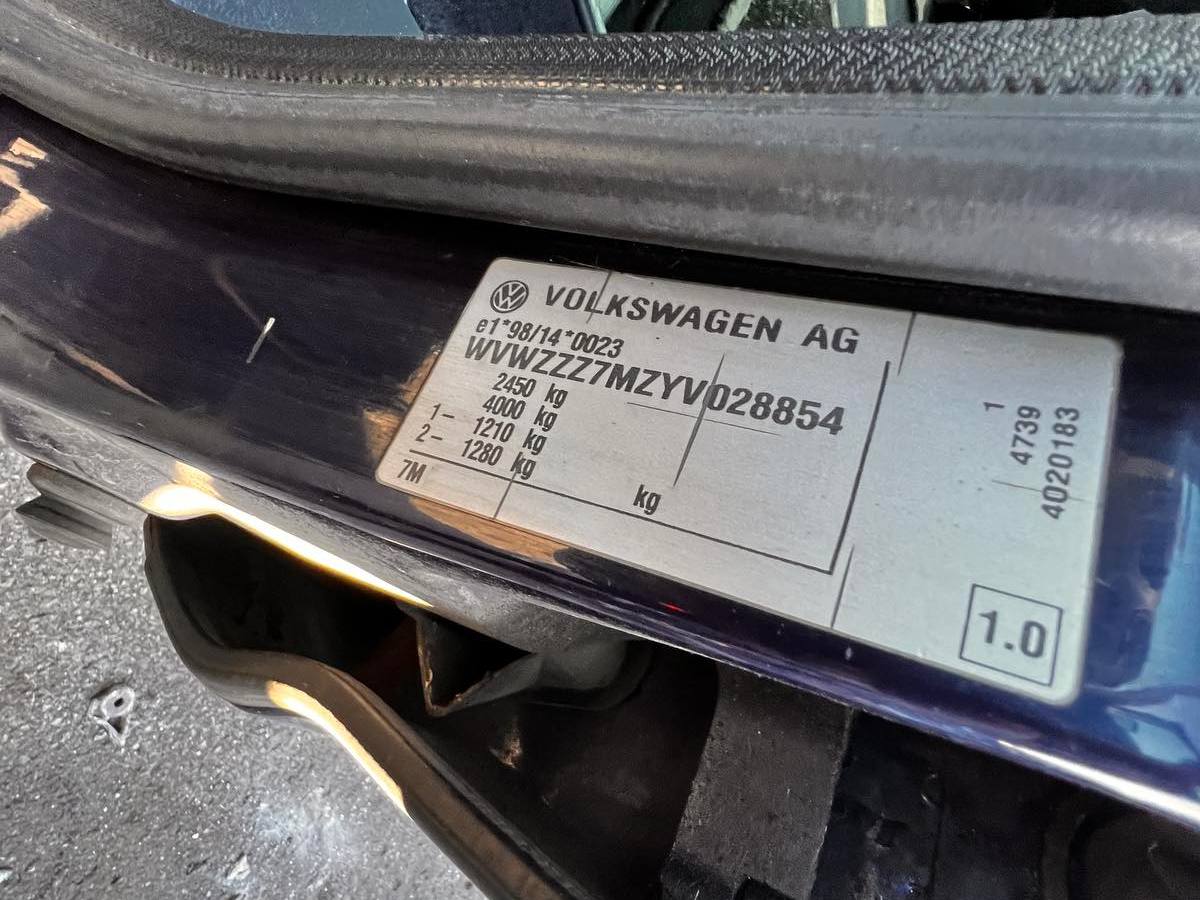 VOLKSWAGEN AG
e1*98/14*0023
WVWZZZ7MZYV028854
2450 kg
4000 kg
1- 1210 kg
2- 1280 kg
7M
kg
1
4739
4020183
1.0